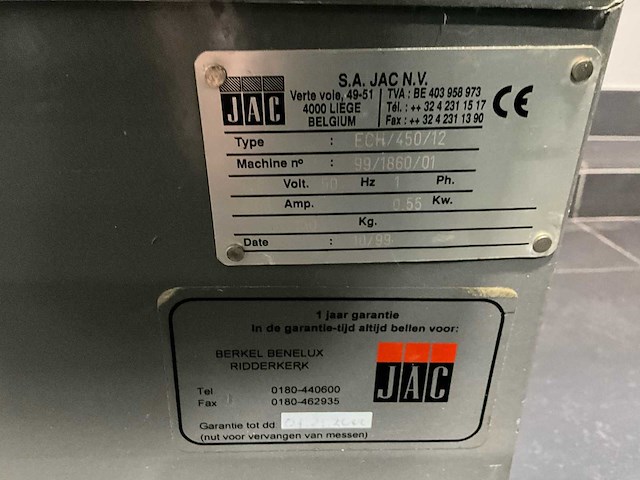 JAC
S.A. JAC N.V.
Verte voie, 49-51
4000 LIEGE
BELGIUM
TVA : BE 403 958 973
Tél. : ++ 32 4 231 15 17
Fax : ++ 32 4 231 13 90
CE
Type : ECH/450/12
Machine nº : 99/1860/01
Volt. 50 Hz 1 Ph.
Amp. 0.55 Kw.
Kg.
Date : 10/99
1 jaar garantie
In de garantie-tijd altijd bellen voor:
BERKEL BENELUX
RIDDERKERK
JAC
Tel 0180-440600
Fax 0180-462935
Garantie tot dd
(nut voor vervangen van messen)